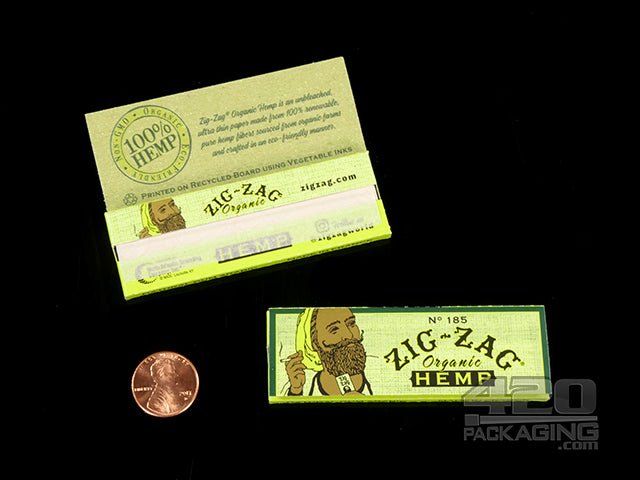 NON-GMO • ORGANIC • ECO-FRIENDLY •
100%
HEMP
Zig-Zag® Organic Hemp is an unbleached,
ultra thin paper made from 100% renewable,
pure hemp fibers sourced from organic farms
and crafted in an eco-friendly manner.
PRINTED ON RECYCLED BOARD USING VEGETABLE INKS
ZIG-ZAG
Organic
zigzag.com
HEMP
@zigzagworld
Nº 185
ZIG-ZAG®
Organic
HEMP
LIBERTY
420
PACKAGING.com